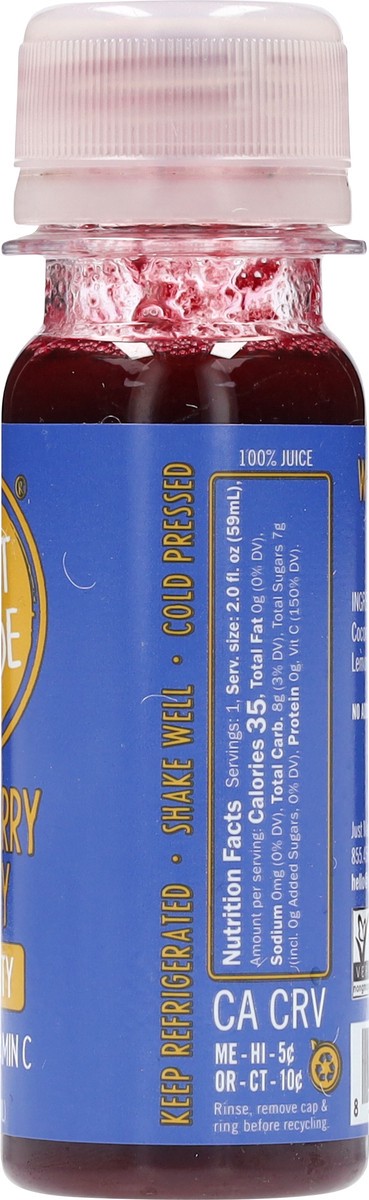 100% JUICE
Nutrition Facts Servings: 1, Serv. size: 2.0 fl. oz (59mL),
Amount per serving: Calories 35, Total Fat 0g (0% DV),
Sodium 0mg (0% DV), Total Carb. 8g (3% DV), Total Sugars 7g
(incl. 0g Added Sugars, 0% DV), Protein 0g, Vit C (150% DV).
KEEP REFRIGERATED • SHAKE WELL • COLD PRESSED
CA CRV
ME - HI - 5¢
OR - CT - 10¢
Rinse, remove cap &
ring before recycling.
®